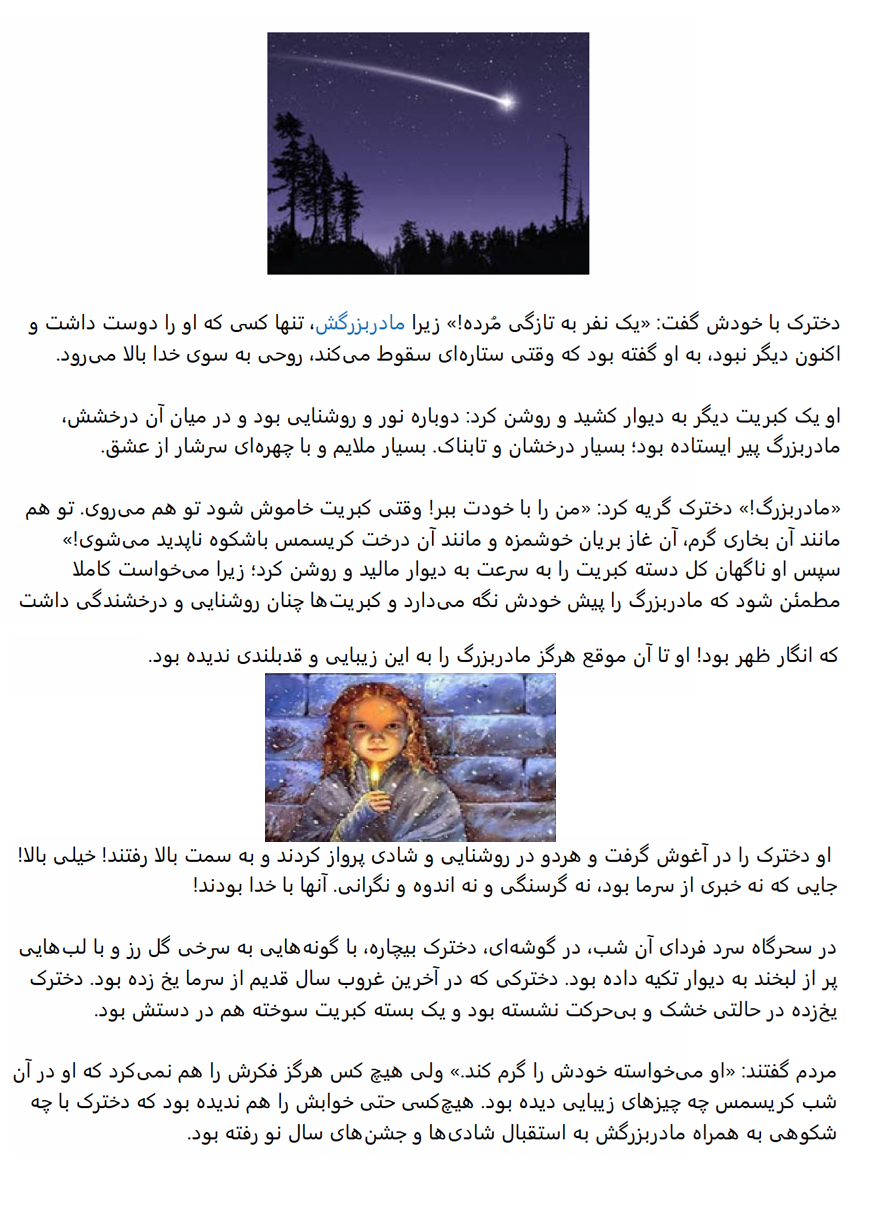 دخترک با خودش گفت: «یک نفر به تازگی مُرده!» زیرا مادربزرگش، تنها کسی که او را دوست داشت و
اکنون دیگر نبود، به او گفته بود که وقتی ستاره‌ای سقوط می‌کند، روحی به سوی خدا بالا می‌رود.
او یک کبریت دیگر به دیوار کشید و روشن کرد: دوباره نور و روشنایی بود و در میان آن درخشش،
مادربزرگ پیر ایستاده بود؛ بسیار درخشان و تابناک. بسیار ملایم و با چهره‌ای سرشار از عشق.
«مادربزرگ!» دخترک گریه کرد: «من را با خودت ببر! وقتی کبریت خاموش شود تو هم می‌روی. تو هم
مانند آن بخاری گرم، آن غاز بریان خوشمزه و مانند آن درخت کریسمس باشکوه ناپدید می‌شوی!»
سپس او ناگهان کل دسته کبریت را به سرعت به دیوار مالید و روشن کرد؛ زیرا می‌خواست کاملا
مطمئن شود که مادربزرگ را پیش خودش نگه می‌دارد و کبریت‌ها چنان روشنایی و درخشندگی داشت
که انگار ظهر بود! او تا آن موقع هرگز مادربزرگ را به این زیبایی و قدبلندی ندیده بود.
او دخترک را در آغوش گرفت و هردو در روشنایی و شادی پرواز کردند و به سمت بالا رفتند! خیلی بالا!
جایی که نه خبری از سرما بود، نه گرسنگی و نه اندوه و نگرانی. آنها با خدا بودند!
در سحرگاه سرد فردای آن شب، در گوشه‌ای، دخترک بیچاره، با گونه‌هایی به سرخی گل رز و با لب‌هایی
پر از لبخند به دیوار تکیه داده بود. دخترکی که در آخرین غروب سال قدیم از سرما یخ زده بود. دخترک
یخ‌زده در حالتی خشک و بی‌حرکت نشسته بود و یک بسته کبریت سوخته هم در دستش بود.
مردم گفتند: «او می‌خواسته خودش را گرم کند.» ولی هیچ کس هرگز فکرش را هم نمی‌کرد که او در آن
شب کریسمس چه چیزهای زیبایی دیده بود. هیچ‌کسی حتی خوابش را هم ندیده بود که دخترک با چه
شکوهی به همراه مادربزرگش به استقبال شادی‌ها و جشن‌های سال نو رفته بود.